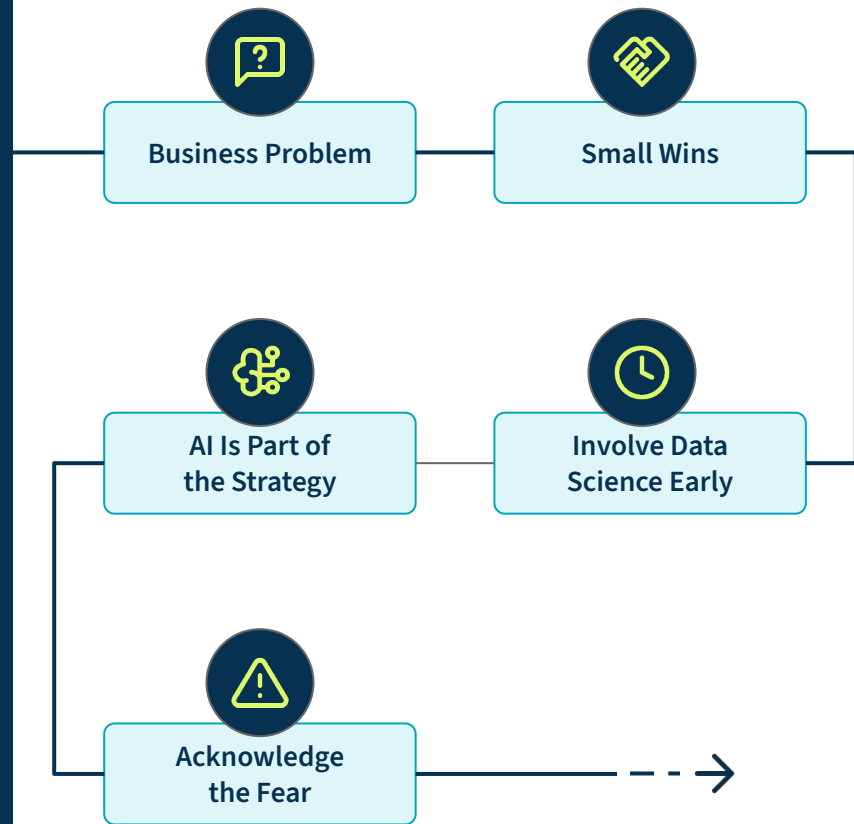 Business Problem
Small Wins
AI Is Part of
the Strategy
Involve Data
Science Early
Acknowledge
the Fear